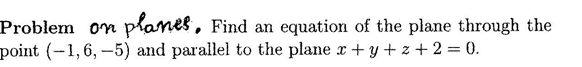 Problem on planes. Find an equation of the plane through the
point (−1, 6, −5) and parallel to the plane x + y + z + 2 = 0.